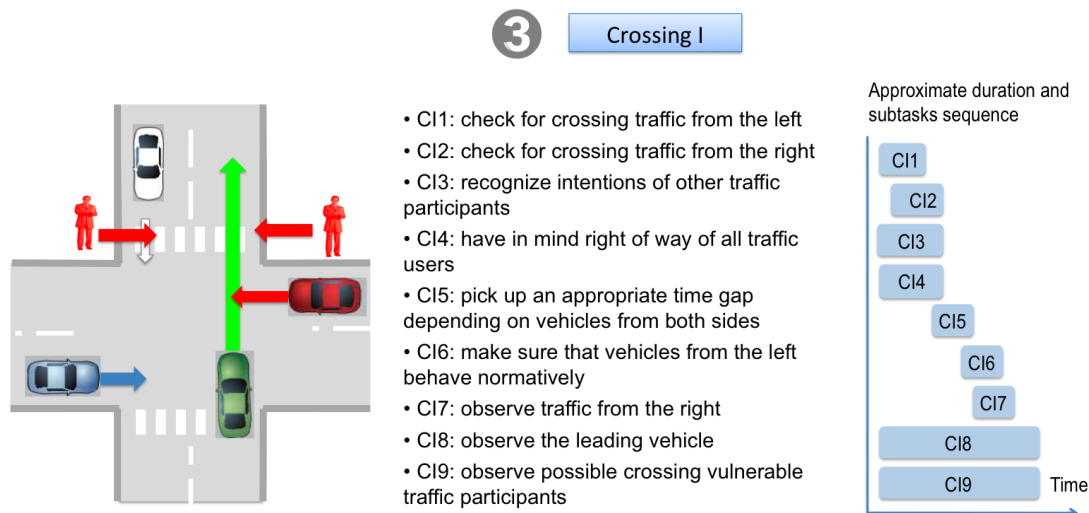 3
Crossing I
• CI1: check for crossing traffic from the left
• CI2: check for crossing traffic from the right
• CI3: recognize intentions of other traffic
participants
• CI4: have in mind right of way of all traffic
users
• CI5: pick up an appropriate time gap
depending on vehicles from both sides
• CI6: make sure that vehicles from the left
behave normatively
• CI7: observe traffic from the right
• CI8: observe the leading vehicle
• CI9: observe possible crossing vulnerable
traffic participants
Approximate duration and
subtasks sequence
CI1
CI2
CI3
CI4
CI5
CI6
CI7
CI8
CI9
Time